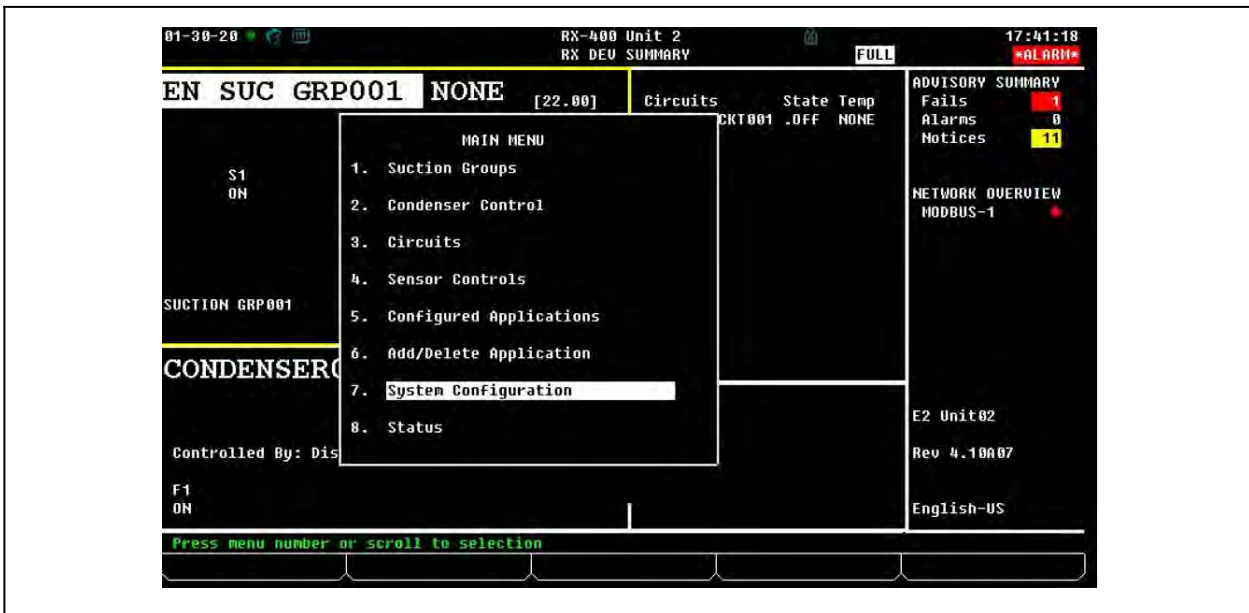 01-30-20 RX-400 Unit 2 17:41:18
RX DEV SUMMARY FULL *ALARM*
EN SUC GRP001 NONE [22.00]
S1
ON
SUCTION GRP001
Circuits State Temp
CKT001 .OFF NONE
MAIN MENU
1. Suction Groups
2. Condenser Control
3. Circuits
4. Sensor Controls
5. Configured Applications
6. Add/Delete Application
7. System Configuration
8. Status
CONDENSER
Controlled By: Dis
F1
ON
ADVISORY SUMMARY
Fails 1
Alarms 0
Notices 11
NETWORK OVERVIEW
MODBUS-1
E2 Unit02
Rev 4.10A07
English-US
Press menu number or scroll to selection